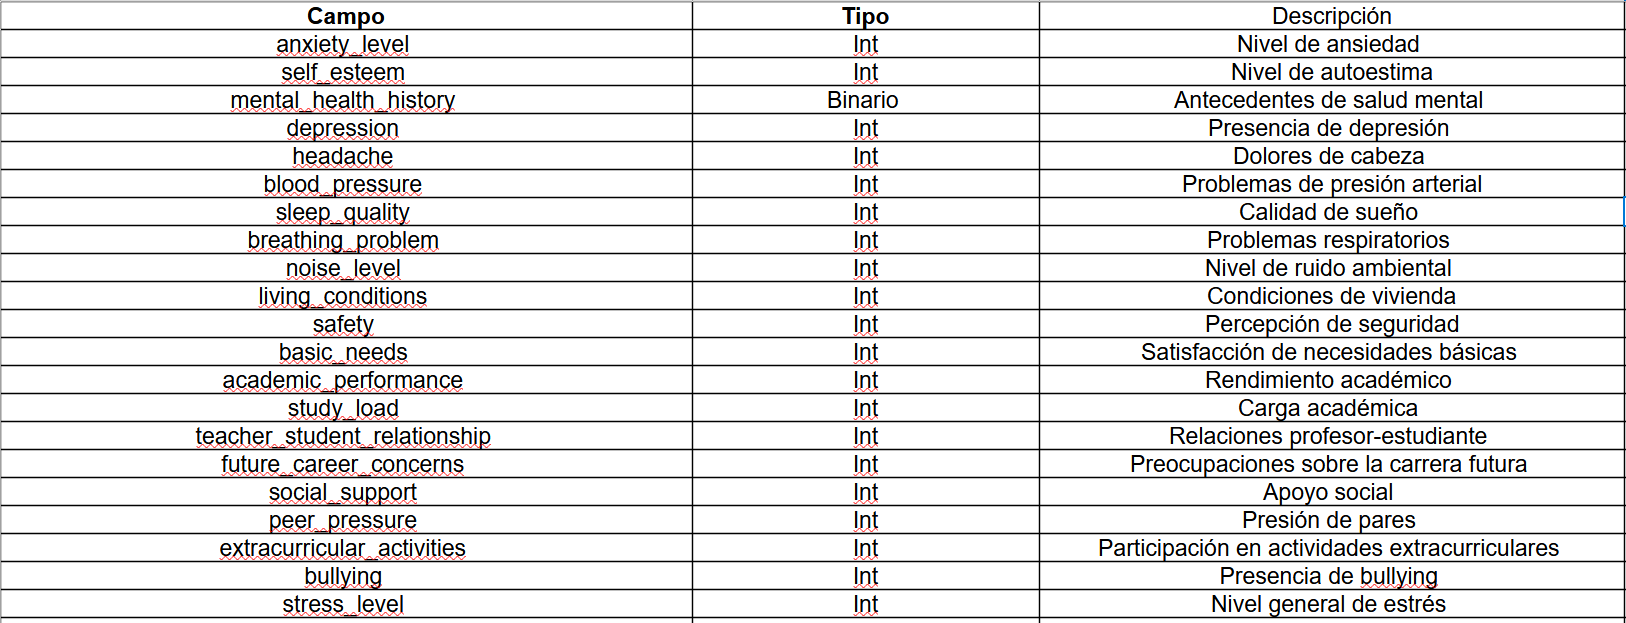 Campo Tipo Descripción
anxiety_level Int Nivel de ansiedad
self_esteem Int Nivel de autoestima
mental_health_history Binario Antecedentes de salud mental
depression Int Presencia de depresión
headache Int Dolores de cabeza
blood_pressure Int Problemas de presión arterial
sleep_quality Int Calidad de sueño
breathing_problem Int Problemas respiratorios
noise_level Int Nivel de ruido ambiental
living_conditions Int Condiciones de vivienda
safety Int Percepción de seguridad
basic_needs Int Satisfacción de necesidades básicas
academic_performance Int Rendimiento académico
study_load Int Carga académica
teacher_student_relationship Int Relaciones profesor-estudiante
future_career_concerns Int Preocupaciones sobre la carrera futura
social_support Int Apoyo social
peer_pressure Int Presión de pares
extracurricular_activities Int Participación en actividades extracurriculares
bullying Int Presencia de bullying
stress_level Int Nivel general de estrés